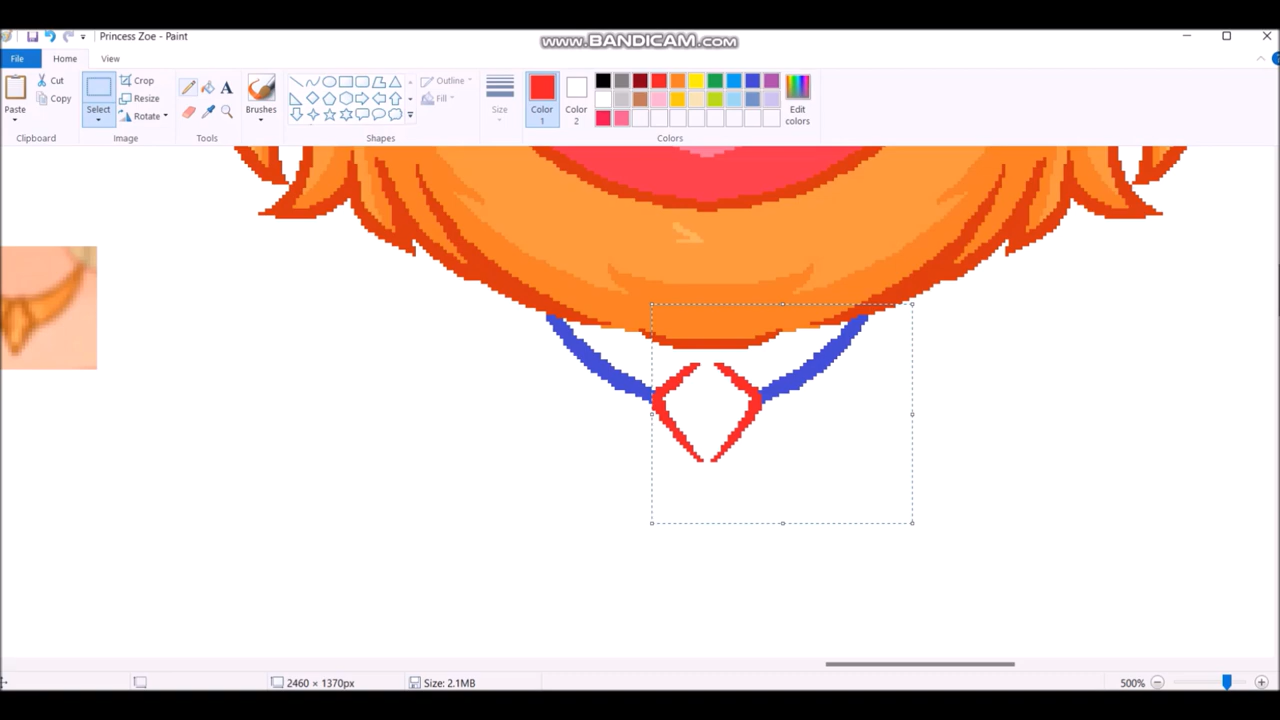 Princess Zoe - Paint
www.BANDICAM.com
File Home View
Paste
Cut
Copy
Clipboard
Select
Crop
Resize
Rotate
Image
A
Tools
Brushes
Outline
Fill
Shapes
Size
Color 1
Color 2
Edit colors
Colors
2460 × 1370px
Size: 2.1MB
500%